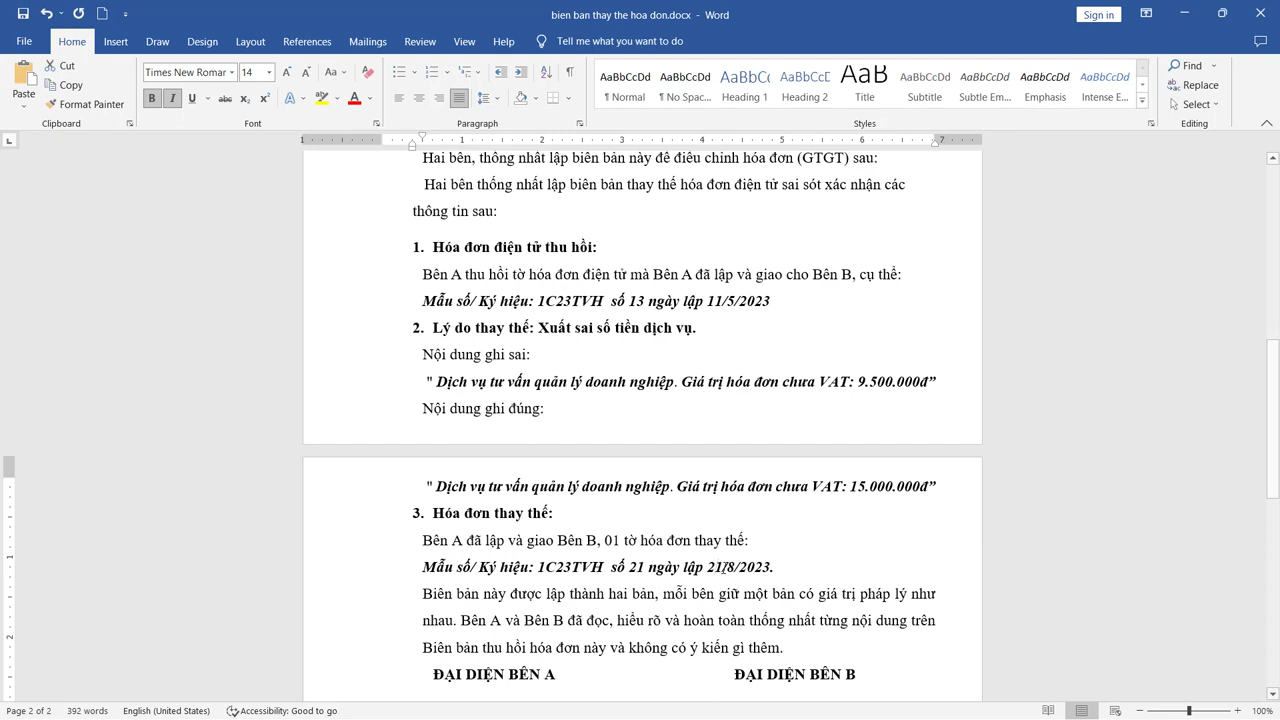 bien ban thay the hoa don.docx - Word
Sign in
File Home Insert Draw Design Layout References Mailings Review View Help Tell me what you want to do
Paste
Cut
Copy
Format Painter
Clipboard
Times New Romar 14
Font
Paragraph
AaBbCcDd AaBbCcDd AaBbCc AaBbCcD AaB AaBbCcDd AaBbCcDd AaBbCcDd AaBbCcDd
¶ Normal ¶ No Spac... Heading 1 Heading 2 Title Subtitle Subtle Em... Emphasis Intense E...
Styles
Find
Replace
Select
Editing
Hai bên, thống nhất lập biên bản này để điều chỉnh hóa đơn (GTGT) sau:
Hai bên thống nhất lập biên bản thay thế hóa đơn điện tử sai sót xác nhận các
thông tin sau:
1. Hóa đơn điện tử thu hồi:
Bên A thu hồi tờ hóa đơn điện tử mà Bên A đã lập và giao cho Bên B, cụ thể:
Mẫu số/ Ký hiệu: 1C23TVH số 13 ngày lập 11/5/2023
2. Lý do thay thế: Xuất sai số tiền dịch vụ.
Nội dung ghi sai:
" Dịch vụ tư vấn quản lý doanh nghiệp. Giá trị hóa đơn chưa VAT: 9.500.000đ”
Nội dung ghi đúng:
" Dịch vụ tư vấn quản lý doanh nghiệp. Giá trị hóa đơn chưa VAT: 15.000.000đ”
3. Hóa đơn thay thế:
Bên A đã lập và giao Bên B, 01 tờ hóa đơn thay thế:
Mẫu số/ Ký hiệu: 1C23TVH số 21 ngày lập 21/8/2023.
Biên bản này được lập thành hai bản, mỗi bên giữ một bản có giá trị pháp lý như
nhau. Bên A và Bên B đã đọc, hiểu rõ và hoàn toàn thống nhất từng nội dung trên
Biên bản thu hồi hóa đơn này và không có ý kiến gì thêm.
ĐẠI DIỆN BÊN A ĐẠI DIỆN BÊN B
Page 2 of 2 392 words English (United States) Accessibility: Good to go 100%